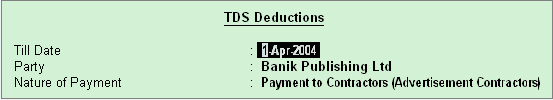 TDS Deductions
Till Date : 1-Apr-2004
Party : Banik Publishing Ltd
Nature of Payment : Payment to Contractors (Advertisement Contractors)